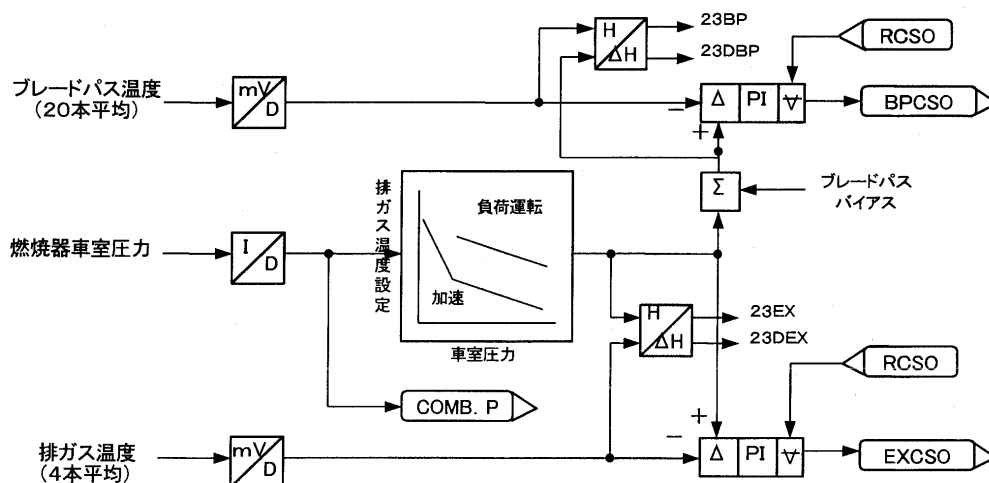 23BP
23DBP
H
ΔH
RCSO
ブレードパス温度
(20本平均)
mV
D
Δ
PI
∀
BPCSO
−
+
Σ
ブレードパス
バイアス
排ガス温度設定
負荷運転
加速
車室圧力
燃焼器車室圧力
I
D
H
ΔH
23EX
23DEX
RCSO
COMB. P
排ガス温度
(4本平均)
mV
D
+
−
Δ
PI
∀
EXCSO